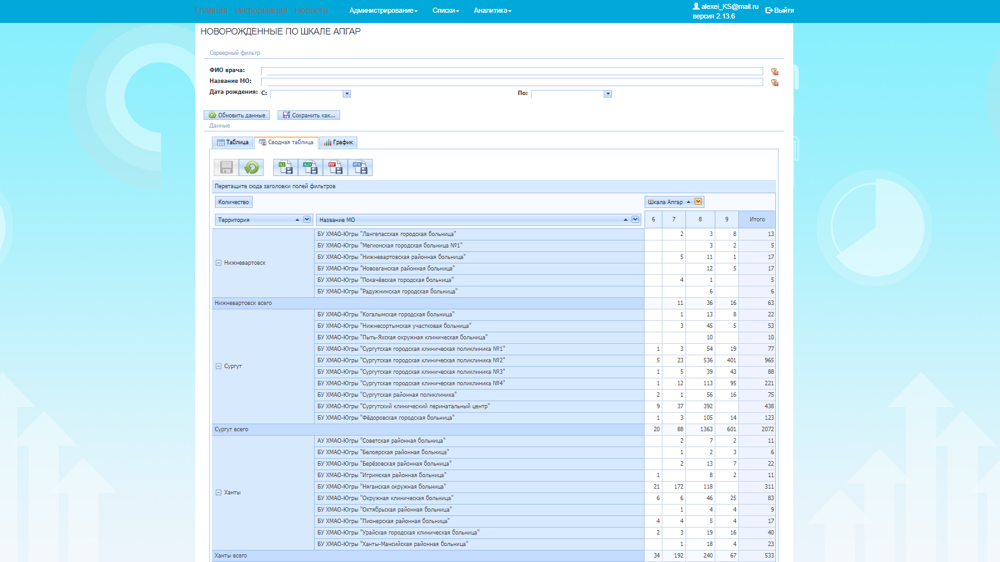 Главная Информация Новости Администрирование Списки Аналитика alexei_KS@mail.ru Выйти
версия 2.13.6
НОВОРОЖДЕННЫЕ ПО ШКАЛЕ АПГАР
Серверный фильтр
ФИО врача:
Название МО:
Дата рождения: С: По:
Обновить данные Сохранить как...
Данные
Таблица Сводная таблица График
XLS XLSX PDF HTML
Перетащите сюда заголовки полей фильтров
Количество Шкала Апгар
Территория Название МО 6 7 8 9 Итого
БУ ХМАО-Югры "Лангепасская городская больница" 2 3 8 13
БУ ХМАО-Югры "Мегионская городская больница №1" 3 2 5
БУ ХМАО-Югры "Нижневартовская районная больница" 5 11 1 17
Нижневартовск
БУ ХМАО-Югры "Новоаганская районная больница" 12 5 17
БУ ХМАО-Югры "Покачёвская городская больница" 4 1 5
БУ ХМАО-Югры "Радужнинская городская больница" 6 6
Нижневартовск всего 11 36 16 63
БУ ХМАО-Югры "Когалымская городская больница" 1 13 8 22
БУ ХМАО-Югры "Нижнесортымская участковая больница" 3 45 5 53
БУ ХМАО-Югры "Пыть-Яхская окружная клиническая больница" 10 10
БУ ХМАО-Югры "Сургутская городская клиническая поликлиника №1" 1 3 54 19 77
БУ ХМАО-Югры "Сургутская городская клиническая поликлиника №2" 5 23 536 401 965
Сургут
БУ ХМАО-Югры "Сургутская городская клиническая поликлиника №3" 1 5 39 43 88
БУ ХМАО-Югры "Сургутская городская клиническая поликлиника №4" 1 12 113 95 221
БУ ХМАО-Югры "Сургутская районная поликлиника" 2 1 56 16 75
БУ ХМАО-Югры "Сургутский клинический перинатальный центр" 9 37 392 438
БУ ХМАО-Югры "Фёдоровская городская больница" 1 3 105 14 123
Сургут всего 20 88 1363 601 2072
АУ ХМАО-Югры "Советская районная больница" 2 7 2 11
БУ ХМАО-Югры "Белоярская районная больница" 1 2 3 6
БУ ХМАО-Югры "Берёзовская районная больница" 2 13 7 22
БУ ХМАО-Югры "Игримская районная больница" 1 8 2 11
БУ ХМАО-Югры "Няганская окружная больница" 21 172 118 311
Ханты
БУ ХМАО-Югры "Окружная клиническая больница" 6 6 46 25 83
БУ ХМАО-Югры "Октябрьская районная больница" 1 4 4 9
БУ ХМАО-Югры "Пионерская районная больница" 4 4 5 4 17
БУ ХМАО-Югры "Урайская городская клиническая больница" 2 3 19 16 40
БУ ХМАО-Югры "Ханты-Мансийская районная больница" 1 18 4 23
Ханты всего 34 192 240 67 533